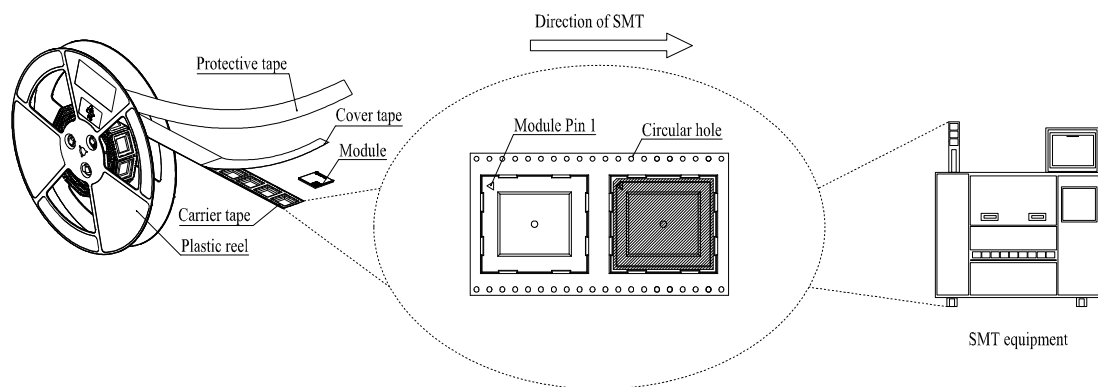 Direction of SMT
Protective tape
Cover tape
Module
Module Pin 1
Circular hole
Carrier tape
Plastic reel
SMT equipment